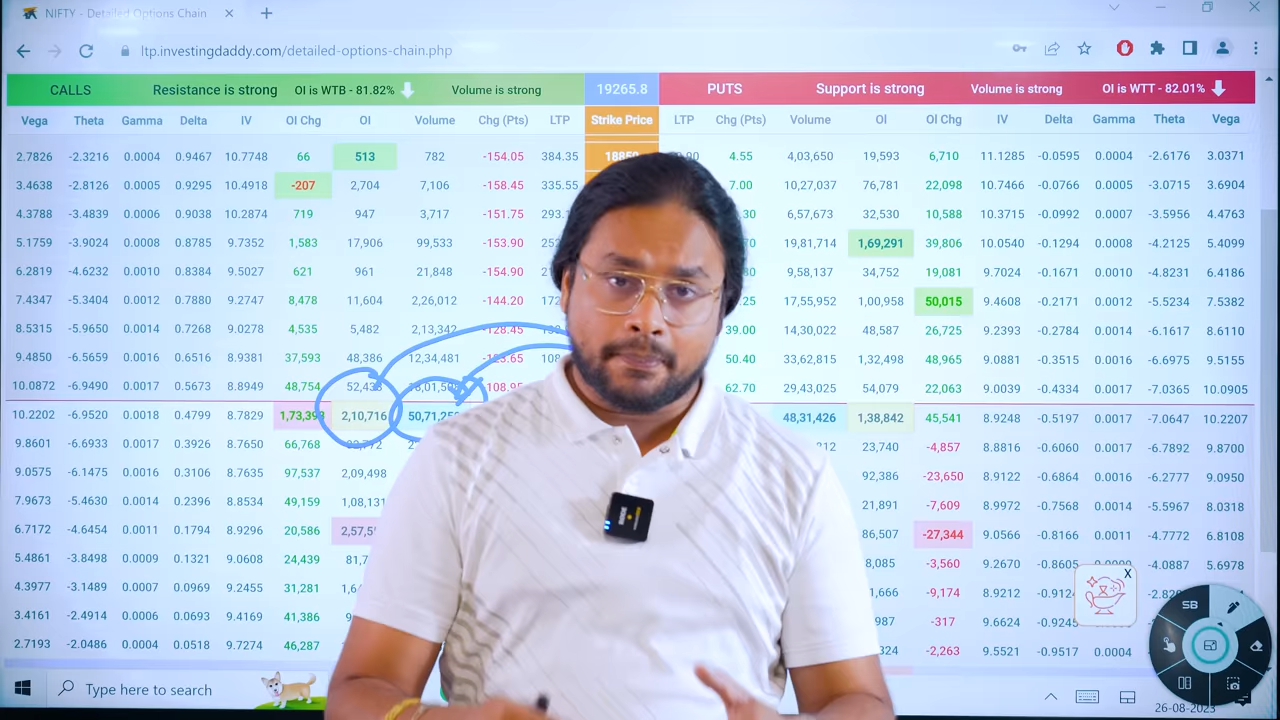 NIFTY - Detailed Options Chain
ltp.investingdaddy.com/detailed-options-chain.php
CALLS Resistance is strong OI is WTB - 81.82% Volume is strong 19265.8 PUTS Support is strong Volume is strong OI is WTT - 82.01%
Vega Theta Gamma Delta IV OI Chg OI Volume Chg (Pts) LTP Strike Price LTP Chg (Pts) Volume OI OI Chg IV Delta Gamma Theta Vega
2.7826 -2.3216 0.0004 0.9467 10.7748 66 513 782 -154.05 384.35 4.55 4,03,650 19,593 6,710 11.1285 -0.0595 0.0004 -2.6176 3.0371
3.4638 -2.8126 0.0005 0.9295 10.4918 -207 2,704 7,106 -158.45 335.55 7.00 10,27,037 76,781 22,098 10.7466 -0.0766 0.0005 -3.0715 3.6904
4.3788 -3.4839 0.0006 0.9038 10.2874 719 947 3,717 -151.75 6,57,673 32,530 10,588 10.3715 -0.0992 0.0007 -3.5956 4.4763
5.1759 -3.9024 0.0008 0.8785 9.7352 1,583 17,906 99,533 -153.90 19,81,714 1,69,291 39,806 10.0540 -0.1294 0.0008 -4.2125 5.4099
6.2819 -4.6232 0.0010 0.8384 9.5027 621 961 21,848 -154.90 9,58,137 34,752 19,081 9.7024 -0.1671 0.0010 -4.8231 6.4186
7.4347 -5.3404 0.0012 0.7880 9.2747 8,478 11,604 2,26,012 -144.20 17,55,952 1,00,958 50,015 9.4608 -0.2171 0.0012 -5.5234 7.5382
8.5315 -5.9650 0.0014 0.7268 9.0278 4,535 5,482 2,13,342 -128.45 39.00 14,30,022 48,587 26,725 9.2393 -0.2784 0.0014 -6.1617 8.6110
9.4850 -6.5659 0.0016 0.6516 8.9381 37,593 48,386 12,34,481 50.40 33,62,815 1,32,498 48,965 9.0881 -0.3515 0.0016 -6.6975 9.5155
10.0872 -6.9490 0.0017 0.5673 8.8949 48,754 62.70 29,43,025 54,079 22,063 9.0039 -0.4334 0.0017 -7.0365 10.0905
10.2202 -6.9520 0.0018 0.4799 8.7829 2,10,716 48,31,426 1,38,842 45,541 8.9248 -0.5197 0.0017 -7.0647 10.2207
9.8601 -6.6933 0.0017 0.3926 8.7650 66,768 23,740 -4,857 8.8816 -0.6060 0.0017 -6.7892 9.8700
9.0575 -6.1475 0.0016 0.3106 8.7635 97,537 2,09,498 92,386 -23,650 8.9122 -0.6864 0.0016 -6.2777 9.0950
7.9673 -5.4630 0.0014 0.2396 8.8534 49,159 21,891 -7,609 8.9972 -0.7568 0.0014 -5.5967 8.0318
6.7172 -4.6454 0.0011 0.1794 8.9296 20,586 86,507 -27,344 9.0566 -0.8166 0.0011 -4.7772 6.8108
5.4861 -3.8498 0.0009 0.1321 9.0608 24,439 -3,560 9.2670 -0.8605 -4.0887 5.6978
4.3977 -3.1489 0.0007 0.0969 9.2455 31,281 -9,174 8.9212
3.4161 -2.4914 0.0006 0.0693 9.4169 41,386 -317 9.6624
2.7193 -2.0486 0.0004 0.0518 9.7274 46,287 -2,263 9.5521 -0.9517 0.0004
X
SB
Type here to search